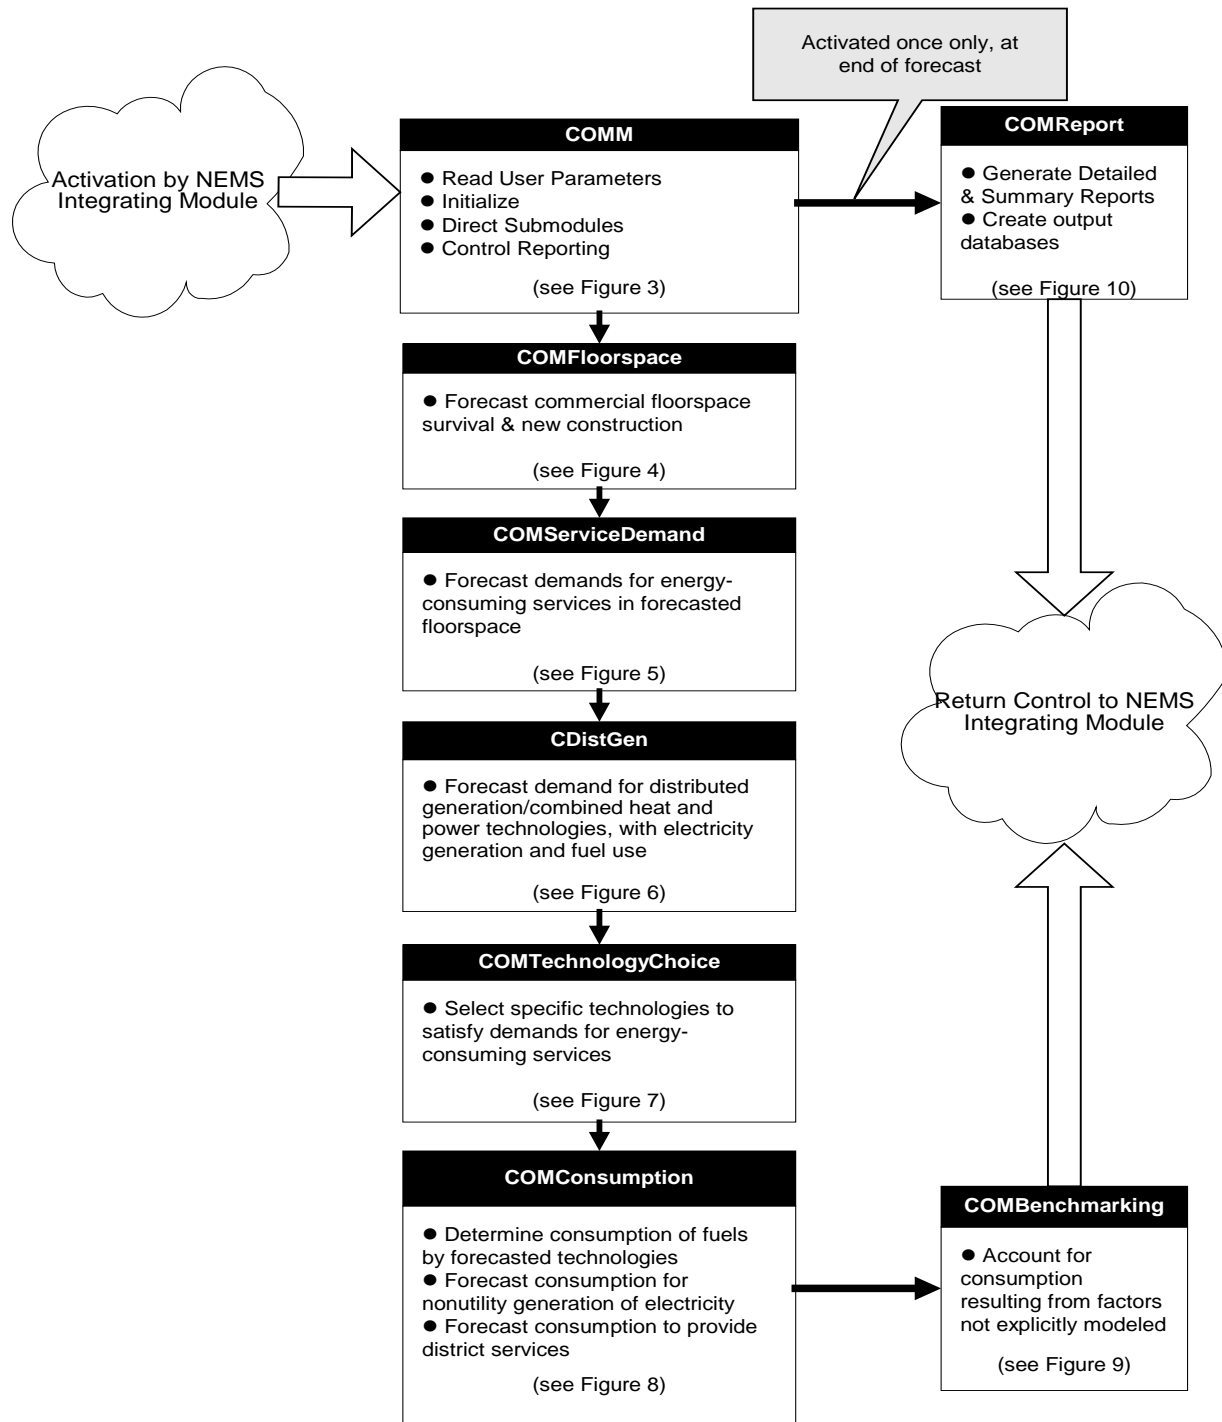 Activated once only, at
end of forecast
Activation by NEMS
Integrating Module
COMM
● Read User Parameters
● Initialize
● Direct Submodules
● Control Reporting
(see Figure 3)
COMReport
● Generate Detailed
& Summary Reports
● Create output
databases
(see Figure 10)
COMFloorspace
● Forecast commercial floorspace
survival & new construction
(see Figure 4)
COMServiceDemand
● Forecast demands for energy-
consuming services in forecasted
floorspace
(see Figure 5)
Return Control to NEMS
Integrating Module
CDistGen
● Forecast demand for distributed
generation/combined heat and
power technologies, with electricity
generation and fuel use
(see Figure 6)
COMTechnologyChoice
● Select specific technologies to
satisfy demands for energy-
consuming services
(see Figure 7)
COMConsumption
● Determine consumption of fuels
by forecasted technologies
● Forecast consumption for
nonutility generation of electricity
● Forecast consumption to provide
district services
(see Figure 8)
COMBenchmarking
● Account for
consumption
resulting from factors
not explicitly modeled
(see Figure 9)